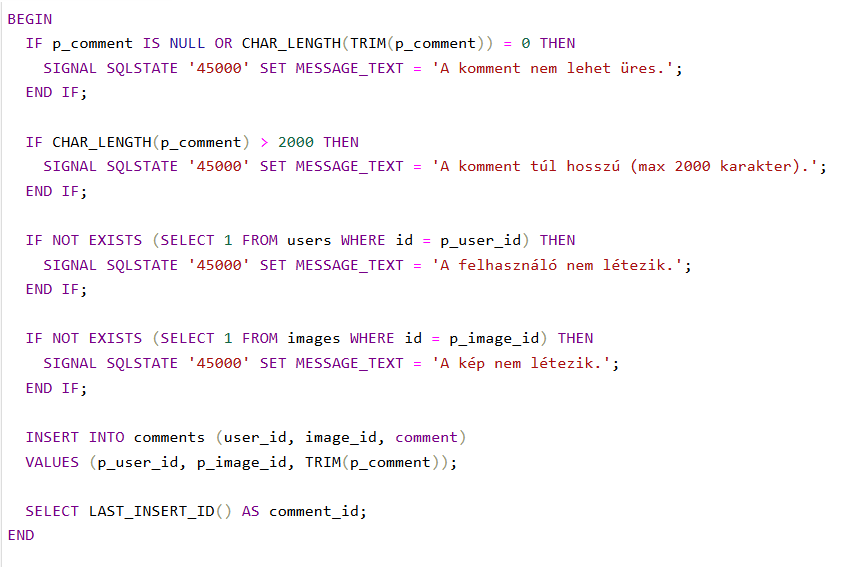 BEGIN
IF p_comment IS NULL OR CHAR_LENGTH(TRIM(p_comment)) = 0 THEN
SIGNAL SQLSTATE '45000' SET MESSAGE_TEXT = 'A komment nem lehet üres.';
END IF;
IF CHAR_LENGTH(p_comment) > 2000 THEN
SIGNAL SQLSTATE '45000' SET MESSAGE_TEXT = 'A komment túl hosszú (max 2000 karakter).';
END IF;
IF NOT EXISTS (SELECT 1 FROM users WHERE id = p_user_id) THEN
SIGNAL SQLSTATE '45000' SET MESSAGE_TEXT = 'A felhasználó nem létezik.';
END IF;
IF NOT EXISTS (SELECT 1 FROM images WHERE id = p_image_id) THEN
SIGNAL SQLSTATE '45000' SET MESSAGE_TEXT = 'A kép nem létezik.';
END IF;
INSERT INTO comments (user_id, image_id, comment)
VALUES (p_user_id, p_image_id, TRIM(p_comment));
SELECT LAST_INSERT_ID() AS comment_id;
END